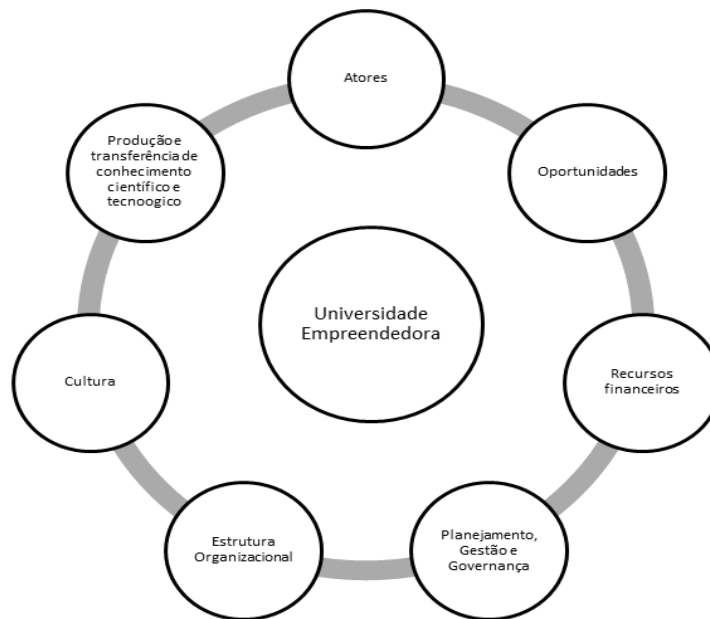 Atores
Oportunidades
Recursos
financeiros
Planejamento,
Gestão e
Governança
Estrutura
Organizacional
Cultura
Produção e
transferência de
conhecimento
científico e
tecnoogico
Universidade
Empreendedora